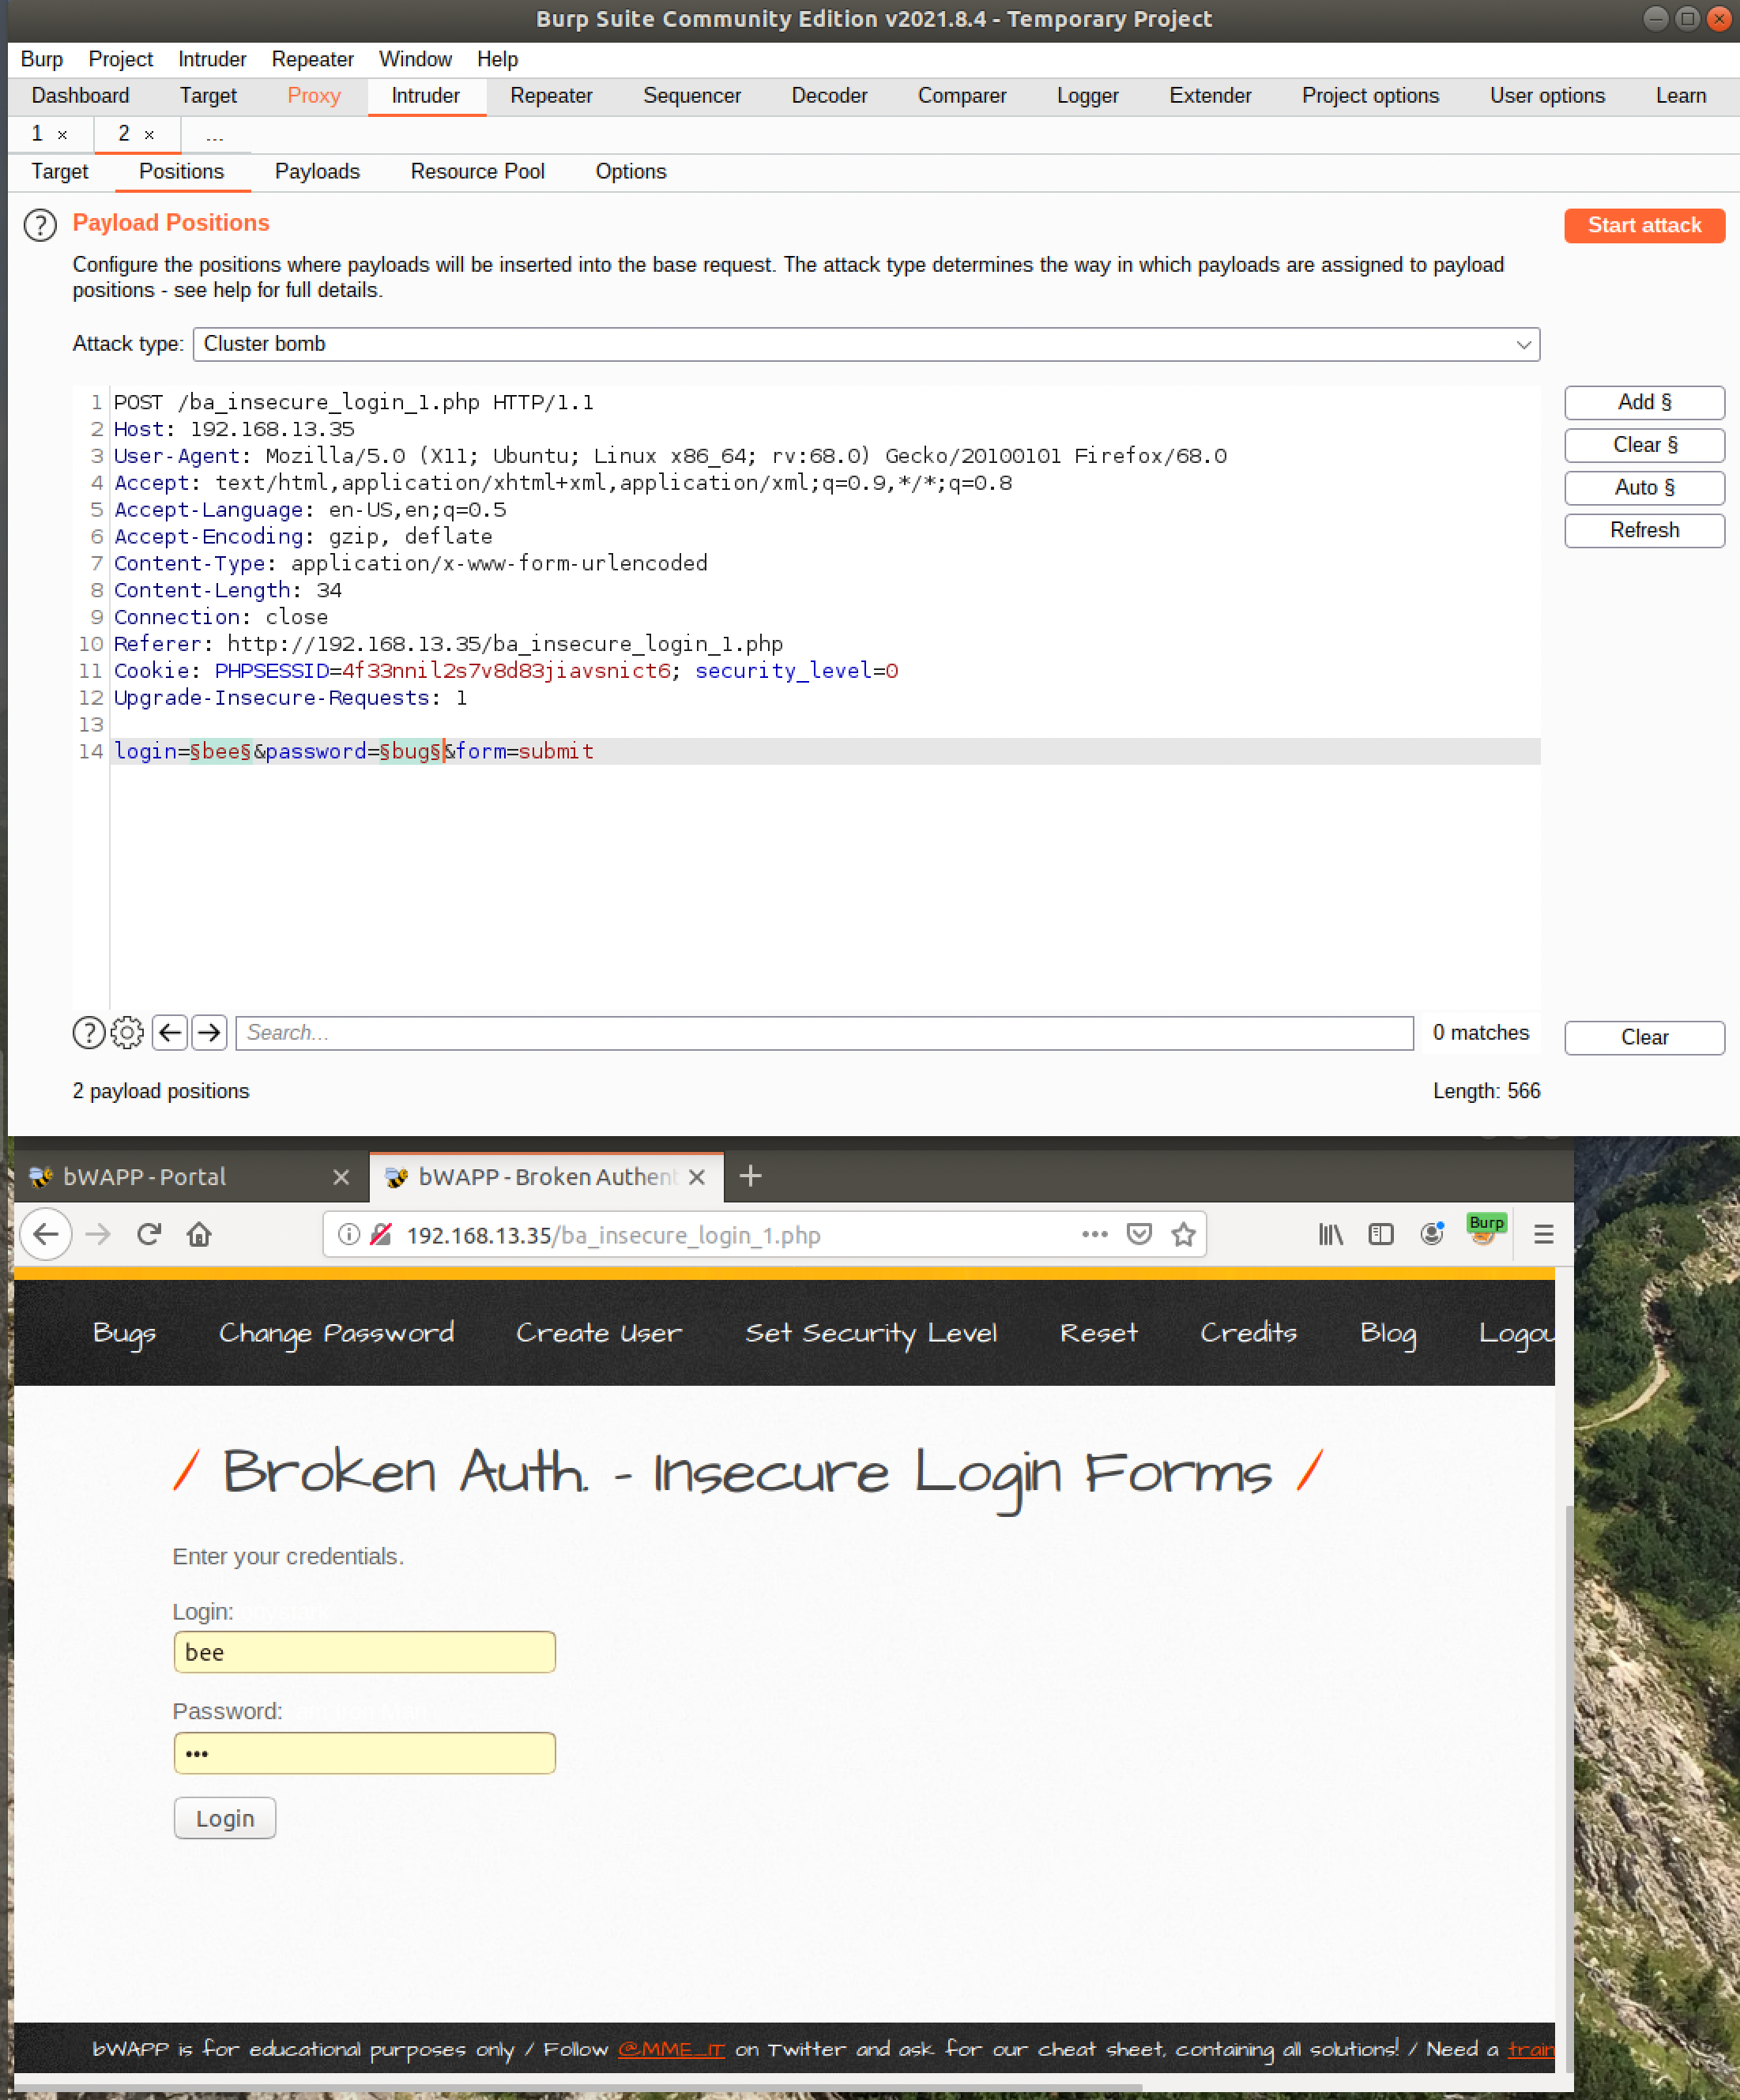 Burp Suite Community Edition v2021.8.4 - Temporary Project
Burp Project Intruder Repeater Window Help
Dashboard Target Proxy Intruder Repeater Sequencer Decoder Comparer Logger Extender Project options User options Learn
1 × 2 × ...
Target Positions Payloads Resource Pool Options
? Payload Positions Start attack
Configure the positions where payloads will be inserted into the base request. The attack type determines the way in which payloads are assigned to payload
positions - see help for full details.
Attack type: Cluster bomb
1 POST /ba_insecure_login_1.php HTTP/1.1
2 Host: 192.168.13.35
3 User-Agent: Mozilla/5.0 (X11; Ubuntu; Linux x86_64; rv:68.0) Gecko/20100101 Firefox/68.0
4 Accept: text/html,application/xhtml+xml,application/xml;q=0.9,*/*;q=0.8
5 Accept-Language: en-US,en;q=0.5
6 Accept-Encoding: gzip, deflate
7 Content-Type: application/x-www-form-urlencoded
8 Content-Length: 34
9 Connection: close
10 Referer: http://192.168.13.35/ba_insecure_login_1.php
11 Cookie: PHPSESSID=4f33nnil2s7v8d83jiavsnict6; security_level=0
12 Upgrade-Insecure-Requests: 1
13
14 login=§bee§&password=§bug§&form=submit
Add §
Clear §
Auto §
Refresh
? Search... 0 matches Clear
2 payload positions Length: 566
bWAPP - Portal bWAPP - Broken Authent
192.168.13.35/ba_insecure_login_1.php Burp
Bugs Change Password Create User Set Security Level Reset Credits Blog Logou
/ Broken Auth. - Insecure Login Forms /
Enter your credentials.
Login:
bee
Password:
•••
Login
bWAPP is for educational purposes only / Follow @MME_IT on Twitter and ask for our cheat sheet, containing all solutions! / Need a train